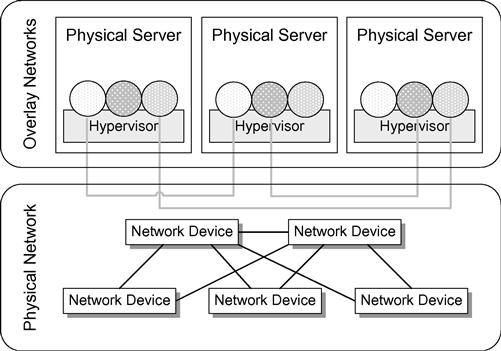 Overlay Networks
Physical Server
Physical Server
Physical Server
Hypervisor
Hypervisor
Hypervisor
Physical Network
Network Device
Network Device
Network Device
Network Device
Network Device